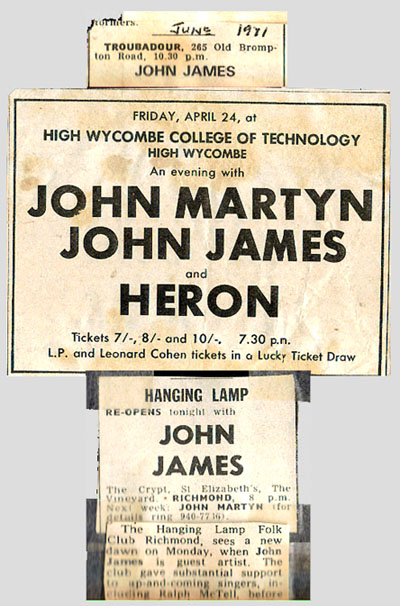 formers.
JUNE 1971
TROUBADOUR, 265 Old Bromp-
ton Road, 10.30 p.m.
JOHN JAMES
FRIDAY, APRIL 24, at
HIGH WYCOMBE COLLEGE OF TECHNOLOGY
HIGH WYCOMBE
An evening with
JOHN MARTYN
JOHN JAMES
and
HERON
Tickets 7/-, 8/- and 10/-, 7.30 p.n.
L.P. and Leonard Cohen tickets in a Lucky Ticket Draw
HANGING LAMP
RE-OPENS tonight with
JOHN
JAMES
The Crypt, St Elizabeth's, The
Vineyard, RICHMOND, 8 p.m.
Next week: JOHN MARTYN (for
details ring 940-7736).
The Hanging Lamp Folk
Club Richmond, sees a new
dawn on Monday, when John
James is guest artist. The
club gave substantial support
to ap-and-coming singers, in-
cluding Ralph McTell, before